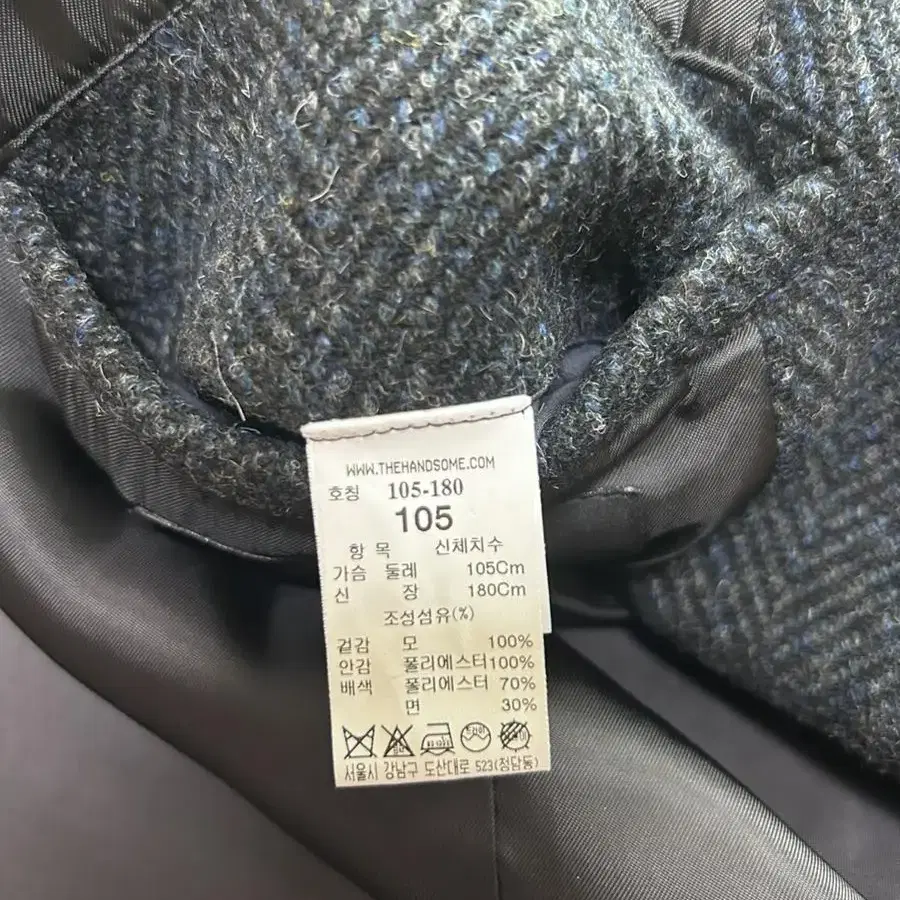 WWW.THEHANDSOME.COM
호칭 105-180
105
항 목 신체치수
가슴 둘레 105Cm
신 장 180Cm
조성섬유(%)
겉감 모 100%
안감 폴리에스터100%
배색 폴리에스터 70%
면 30%
서울시 강남구 도산대로 523(청담동)